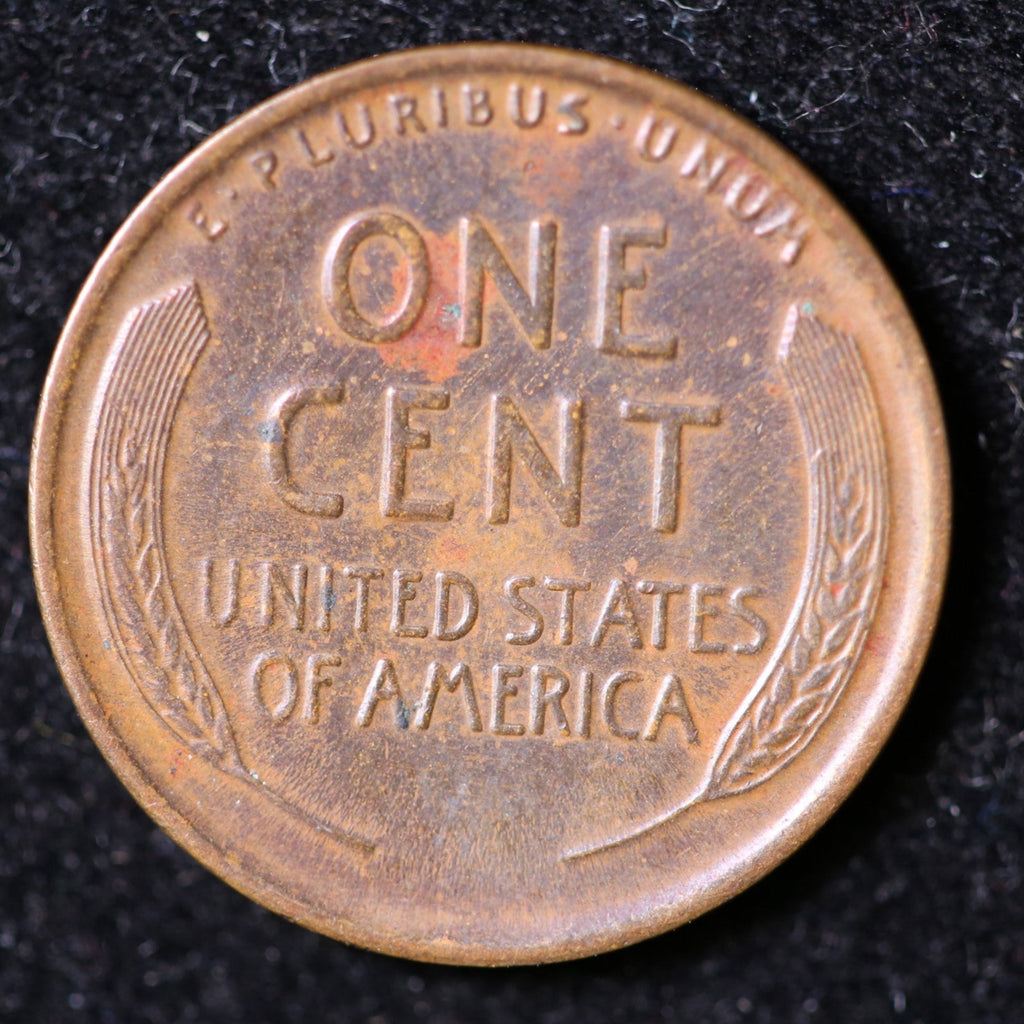 E · PLURIBUS · UNUM
ONE
CENT
UNITED STATES
OF AMERICA